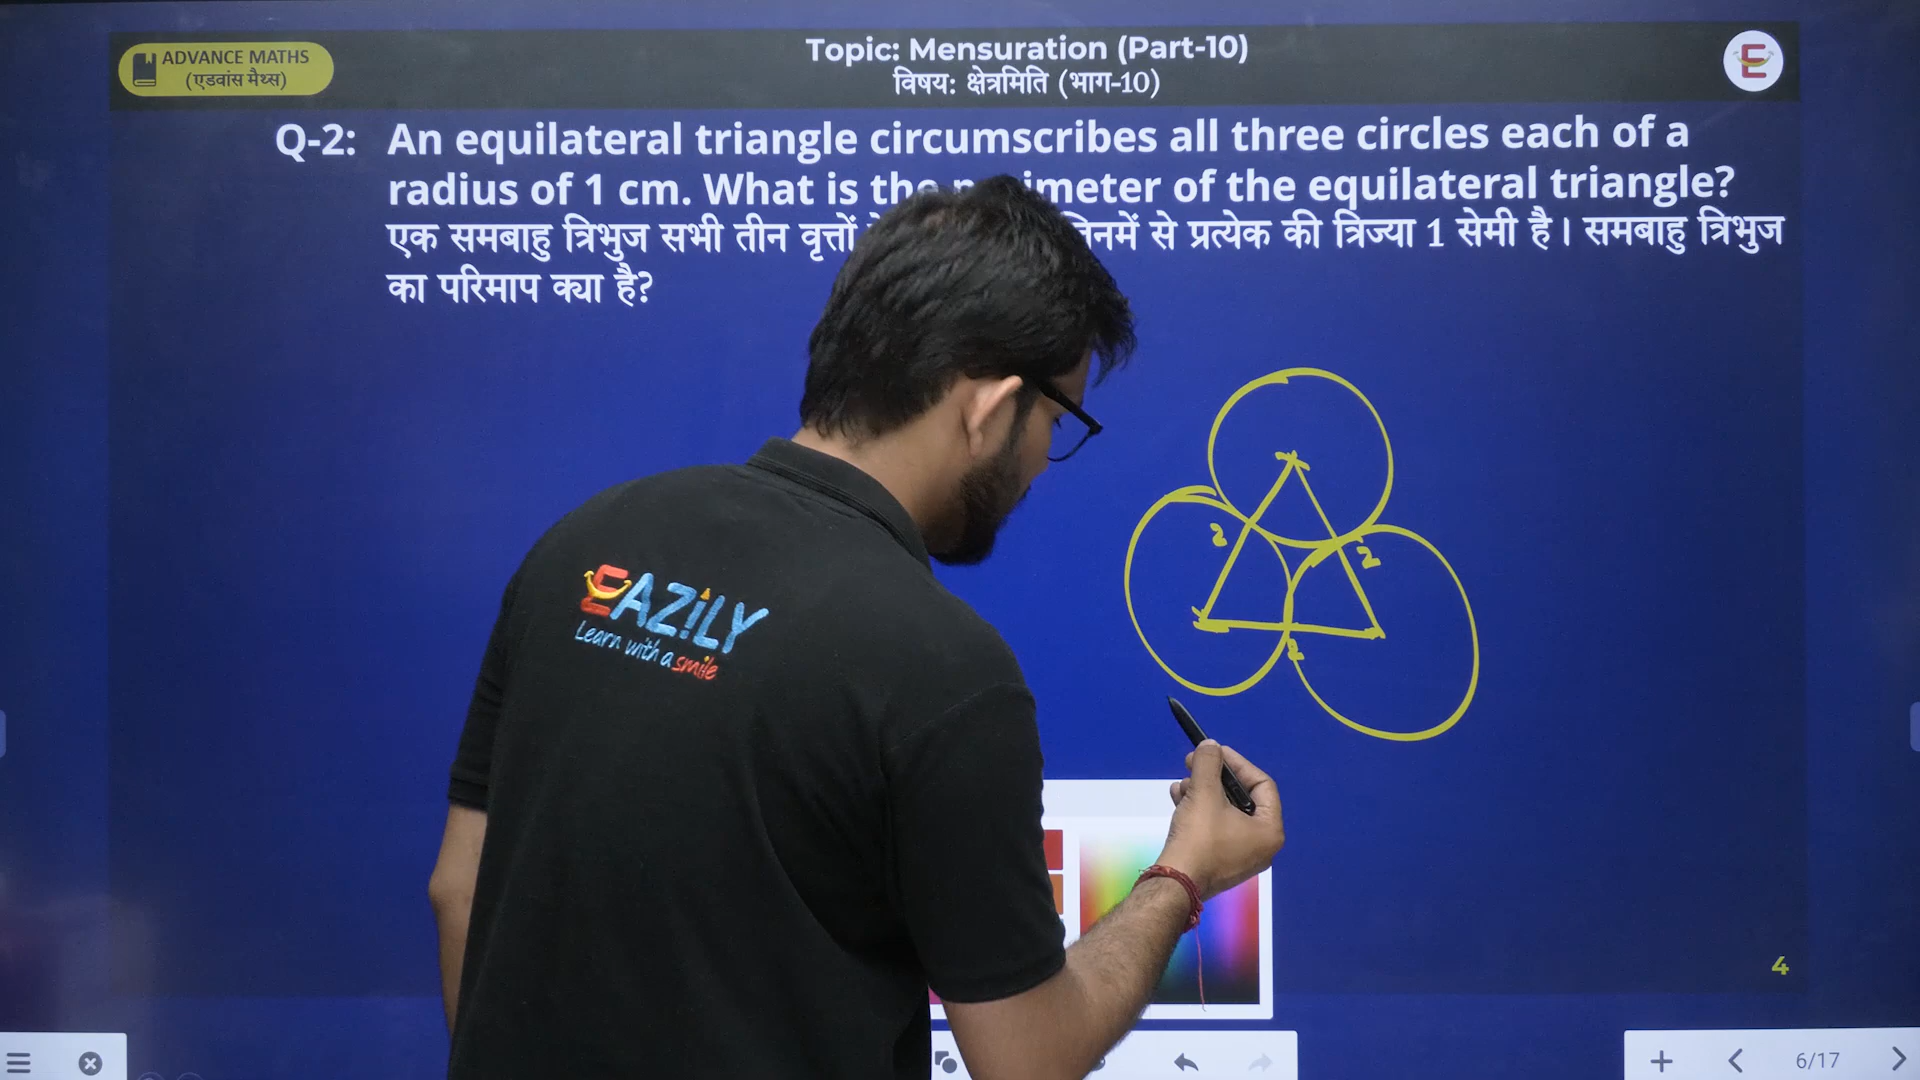 ADVANCE MATHS
(एडवांस मैथ्स)
Topic: Mensuration (Part-10)
विषय: क्षेत्रमिति (भाग-10)
Q-2: An equilateral triangle circumscribes all three circles each of a
radius of 1 cm. What is the perimeter of the equilateral triangle?
एक समबाहु त्रिभुज सभी तीन वृत्तों में से प्रत्येक की त्रिज्या 1 सेमी है। समबाहु त्रिभुज
का परिमाप क्या है?
2
2
2
EAZILY
Learn with a smile
4
6/17